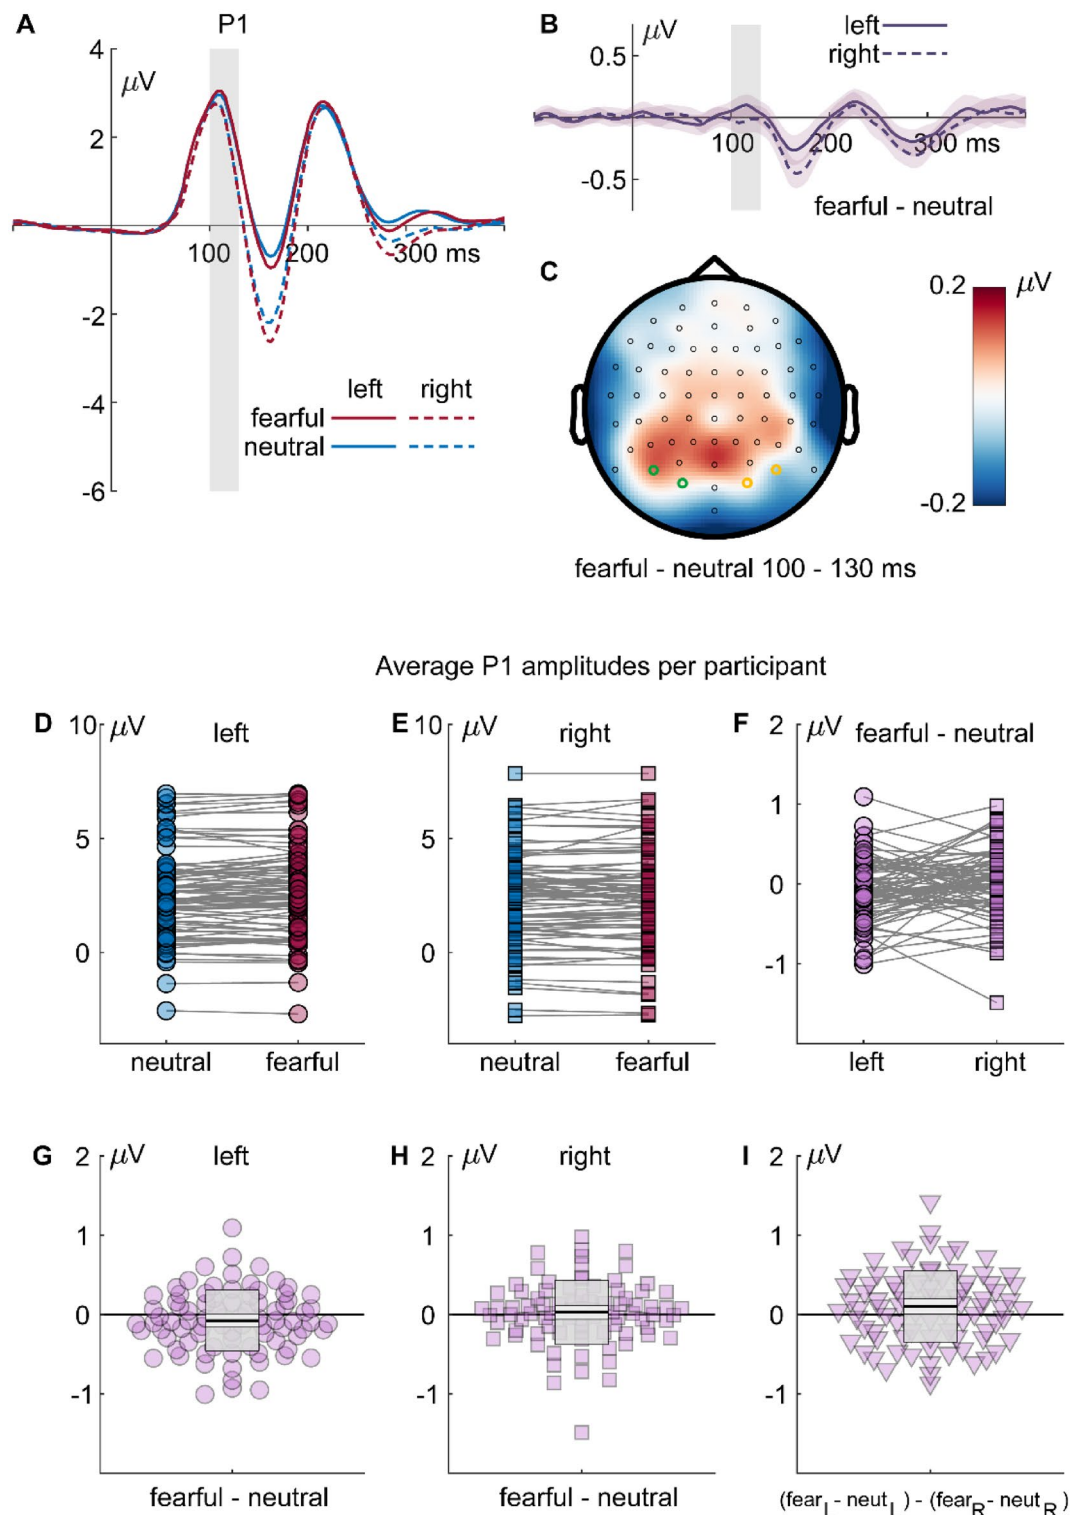 A
P1
μV
4
2
-2
-4
-6
100
200
300 ms
left right
fearful
neutral
B
μV
left
right
0.5
-0.5
100
200
300 ms
fearful - neutral
C
0.2
μV
-0.2
fearful - neutral 100 - 130 ms
Average P1 amplitudes per participant
D
10
μV
left
5
0
neutral
fearful
E
10
μV
right
5
0
neutral
fearful
F
2
μV
fearful - neutral
1
0
-1
left
right
G
2
μV
left
1
0
-1
fearful - neutral
H
2
μV
right
1
0
-1
fearful - neutral
I
2
μV
1
0
-1
(fear_L - neut_L) - (fear_R - neut_R)